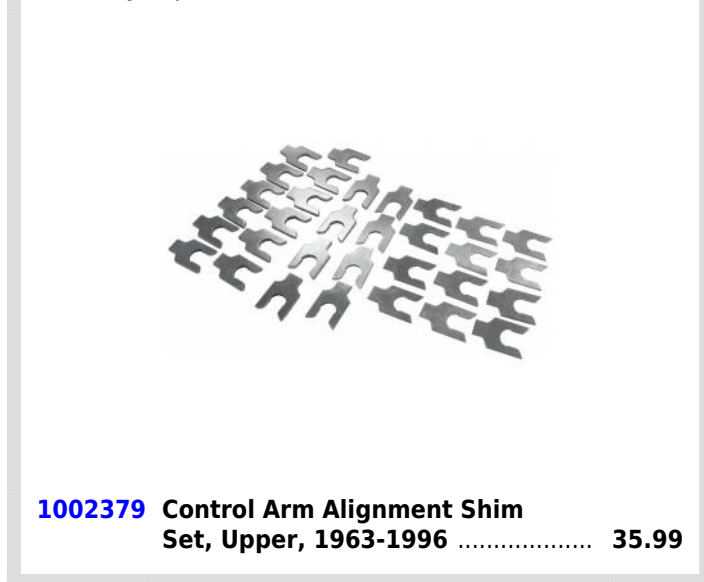 1002379 Control Arm Alignment Shim
Set, Upper, 1963-1996 ................... 35.99